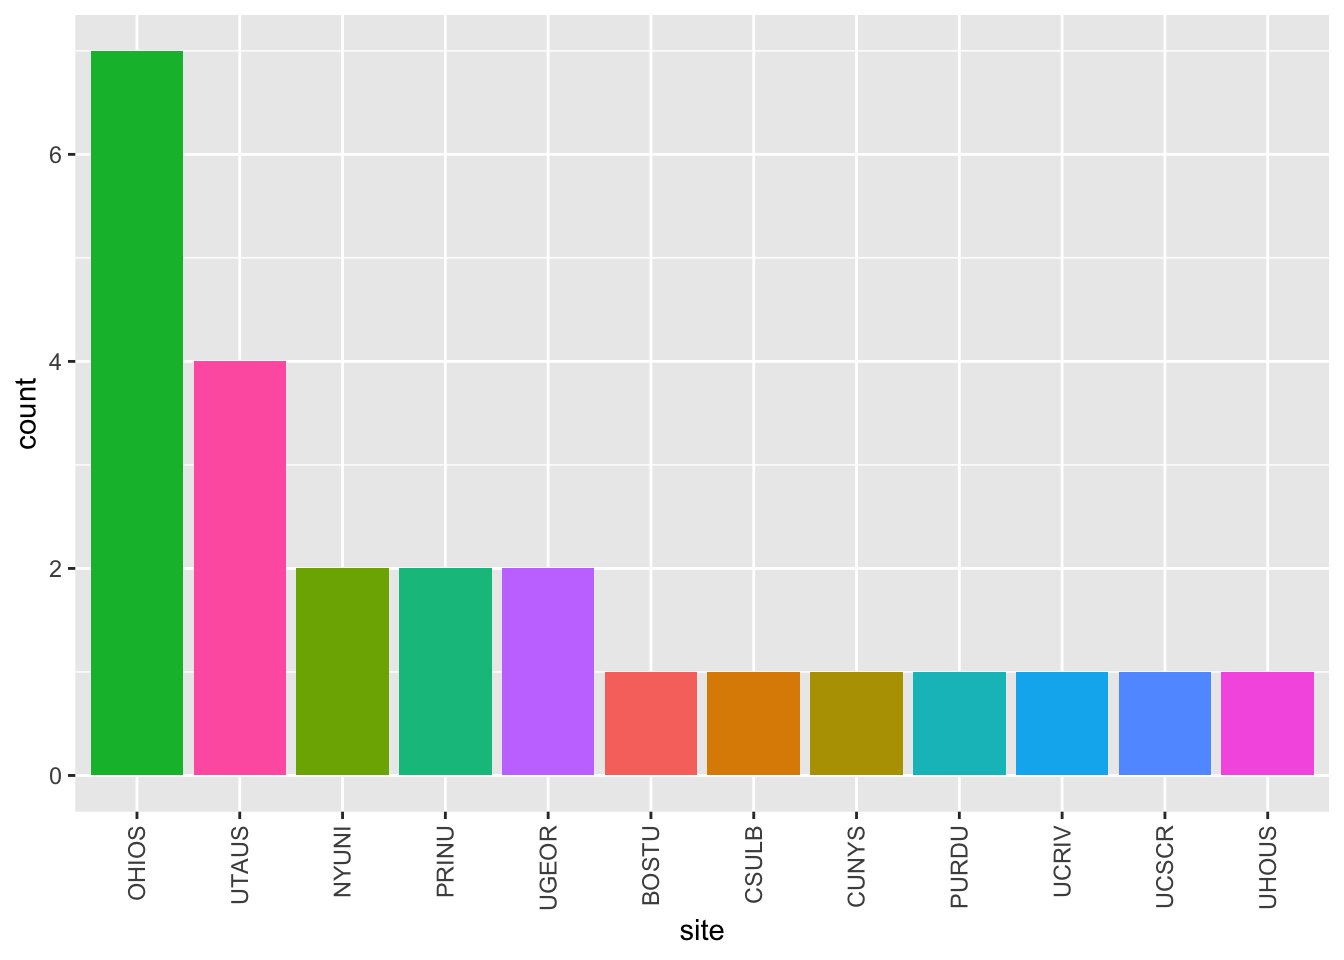 count
6
4
2
0
OHIOS
UTAUS
NYUNI
PRINU
UGEOR
BOSTU
CSULB
CUNYS
PURDU
UCRIV
UCSCR
UHOUS
site